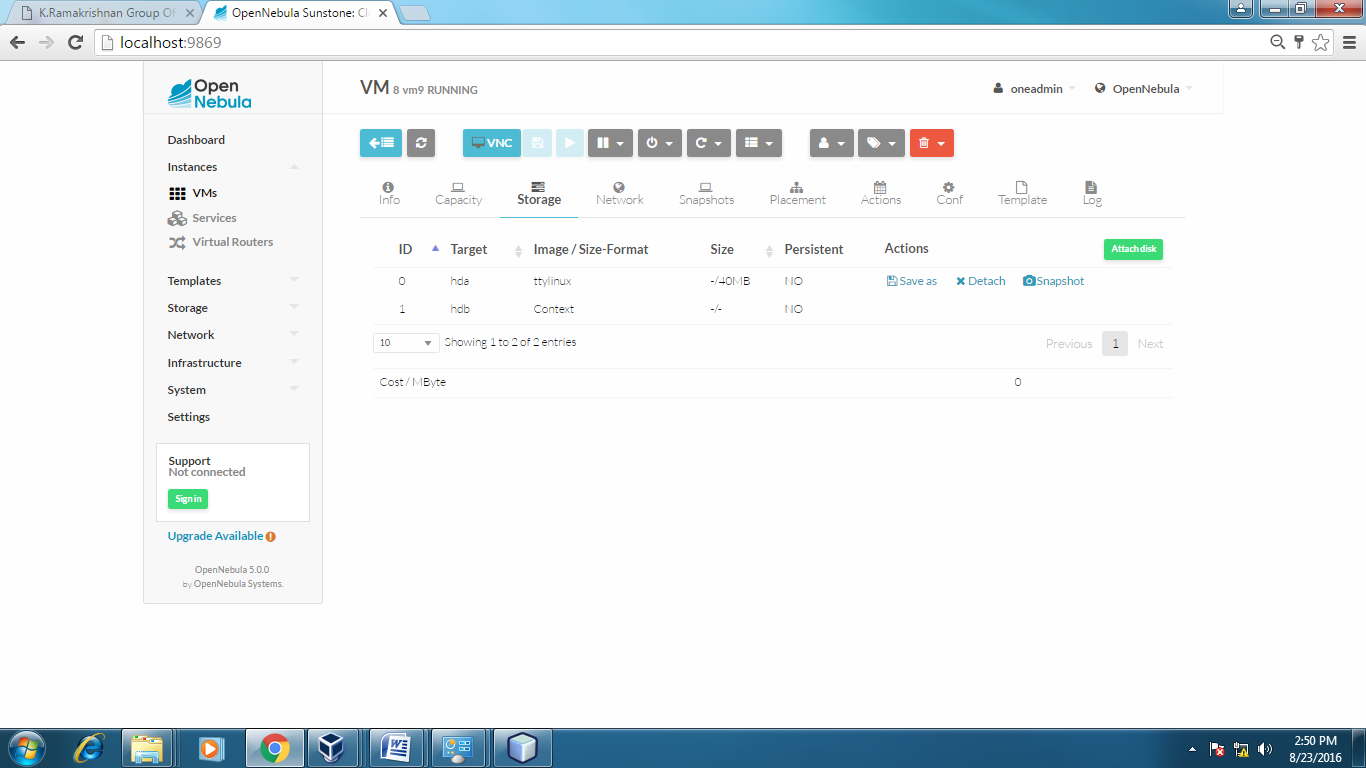 K.Ramakrishnan Group Of
OpenNebula Sunstone: Cl
localhost:9869
Open
Nebula
VM 8 vm9 RUNNING
oneadmin
OpenNebula
VNC
Dashboard
Instances
VMs
Services
Virtual Routers
Templates
Storage
Network
Infrastructure
System
Settings
Support
Not connected
Sign in
Upgrade Available
OpenNebula 5.0.0
by OpenNebula Systems.
Info Capacity Storage Network Snapshots Placement Actions Conf Template Log
ID Target Image / Size-Format Size Persistent Actions Attach disk
0 hda ttylinux -/40MB NO Save as Detach Snapshot
1 hdb Context -/- NO
10 Showing 1 to 2 of 2 entries Previous 1 Next
Cost / MByte 0
2:50 PM
8/23/2016